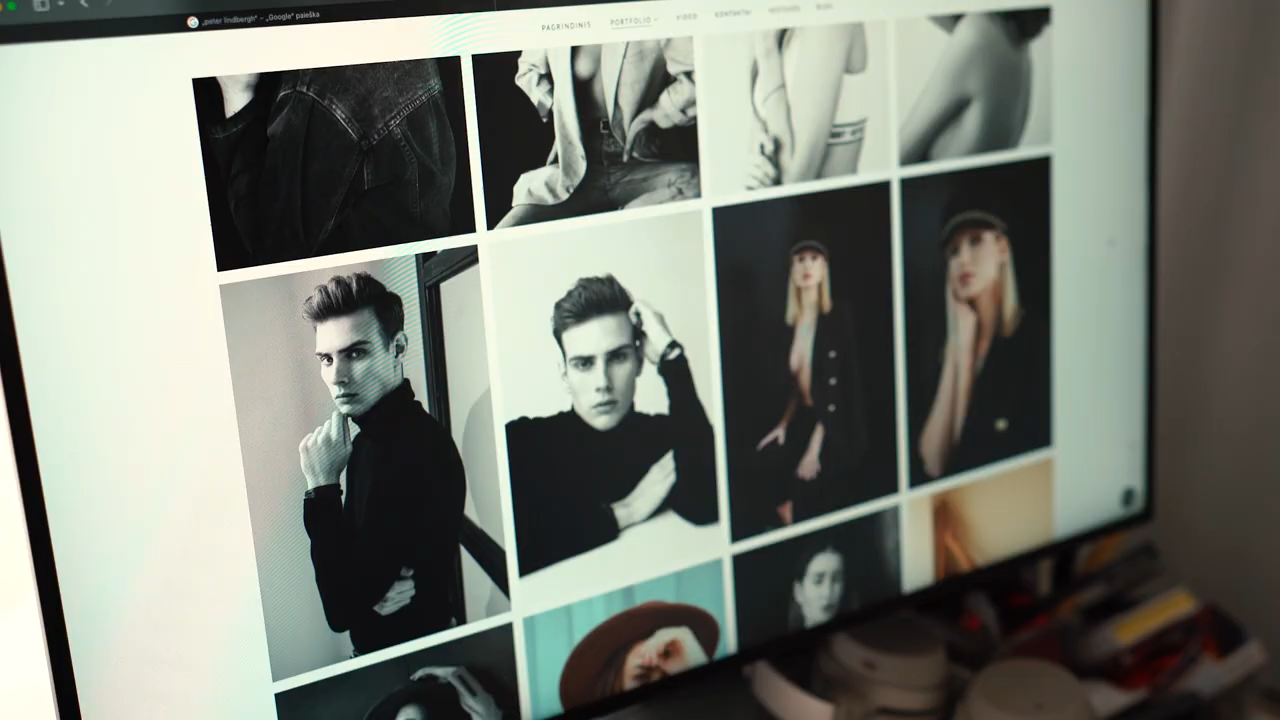 „peter lindbergh“ – „Google“ paieška
PAGRINDINIS PORTFOLIO VIDEO KONTAKTAI